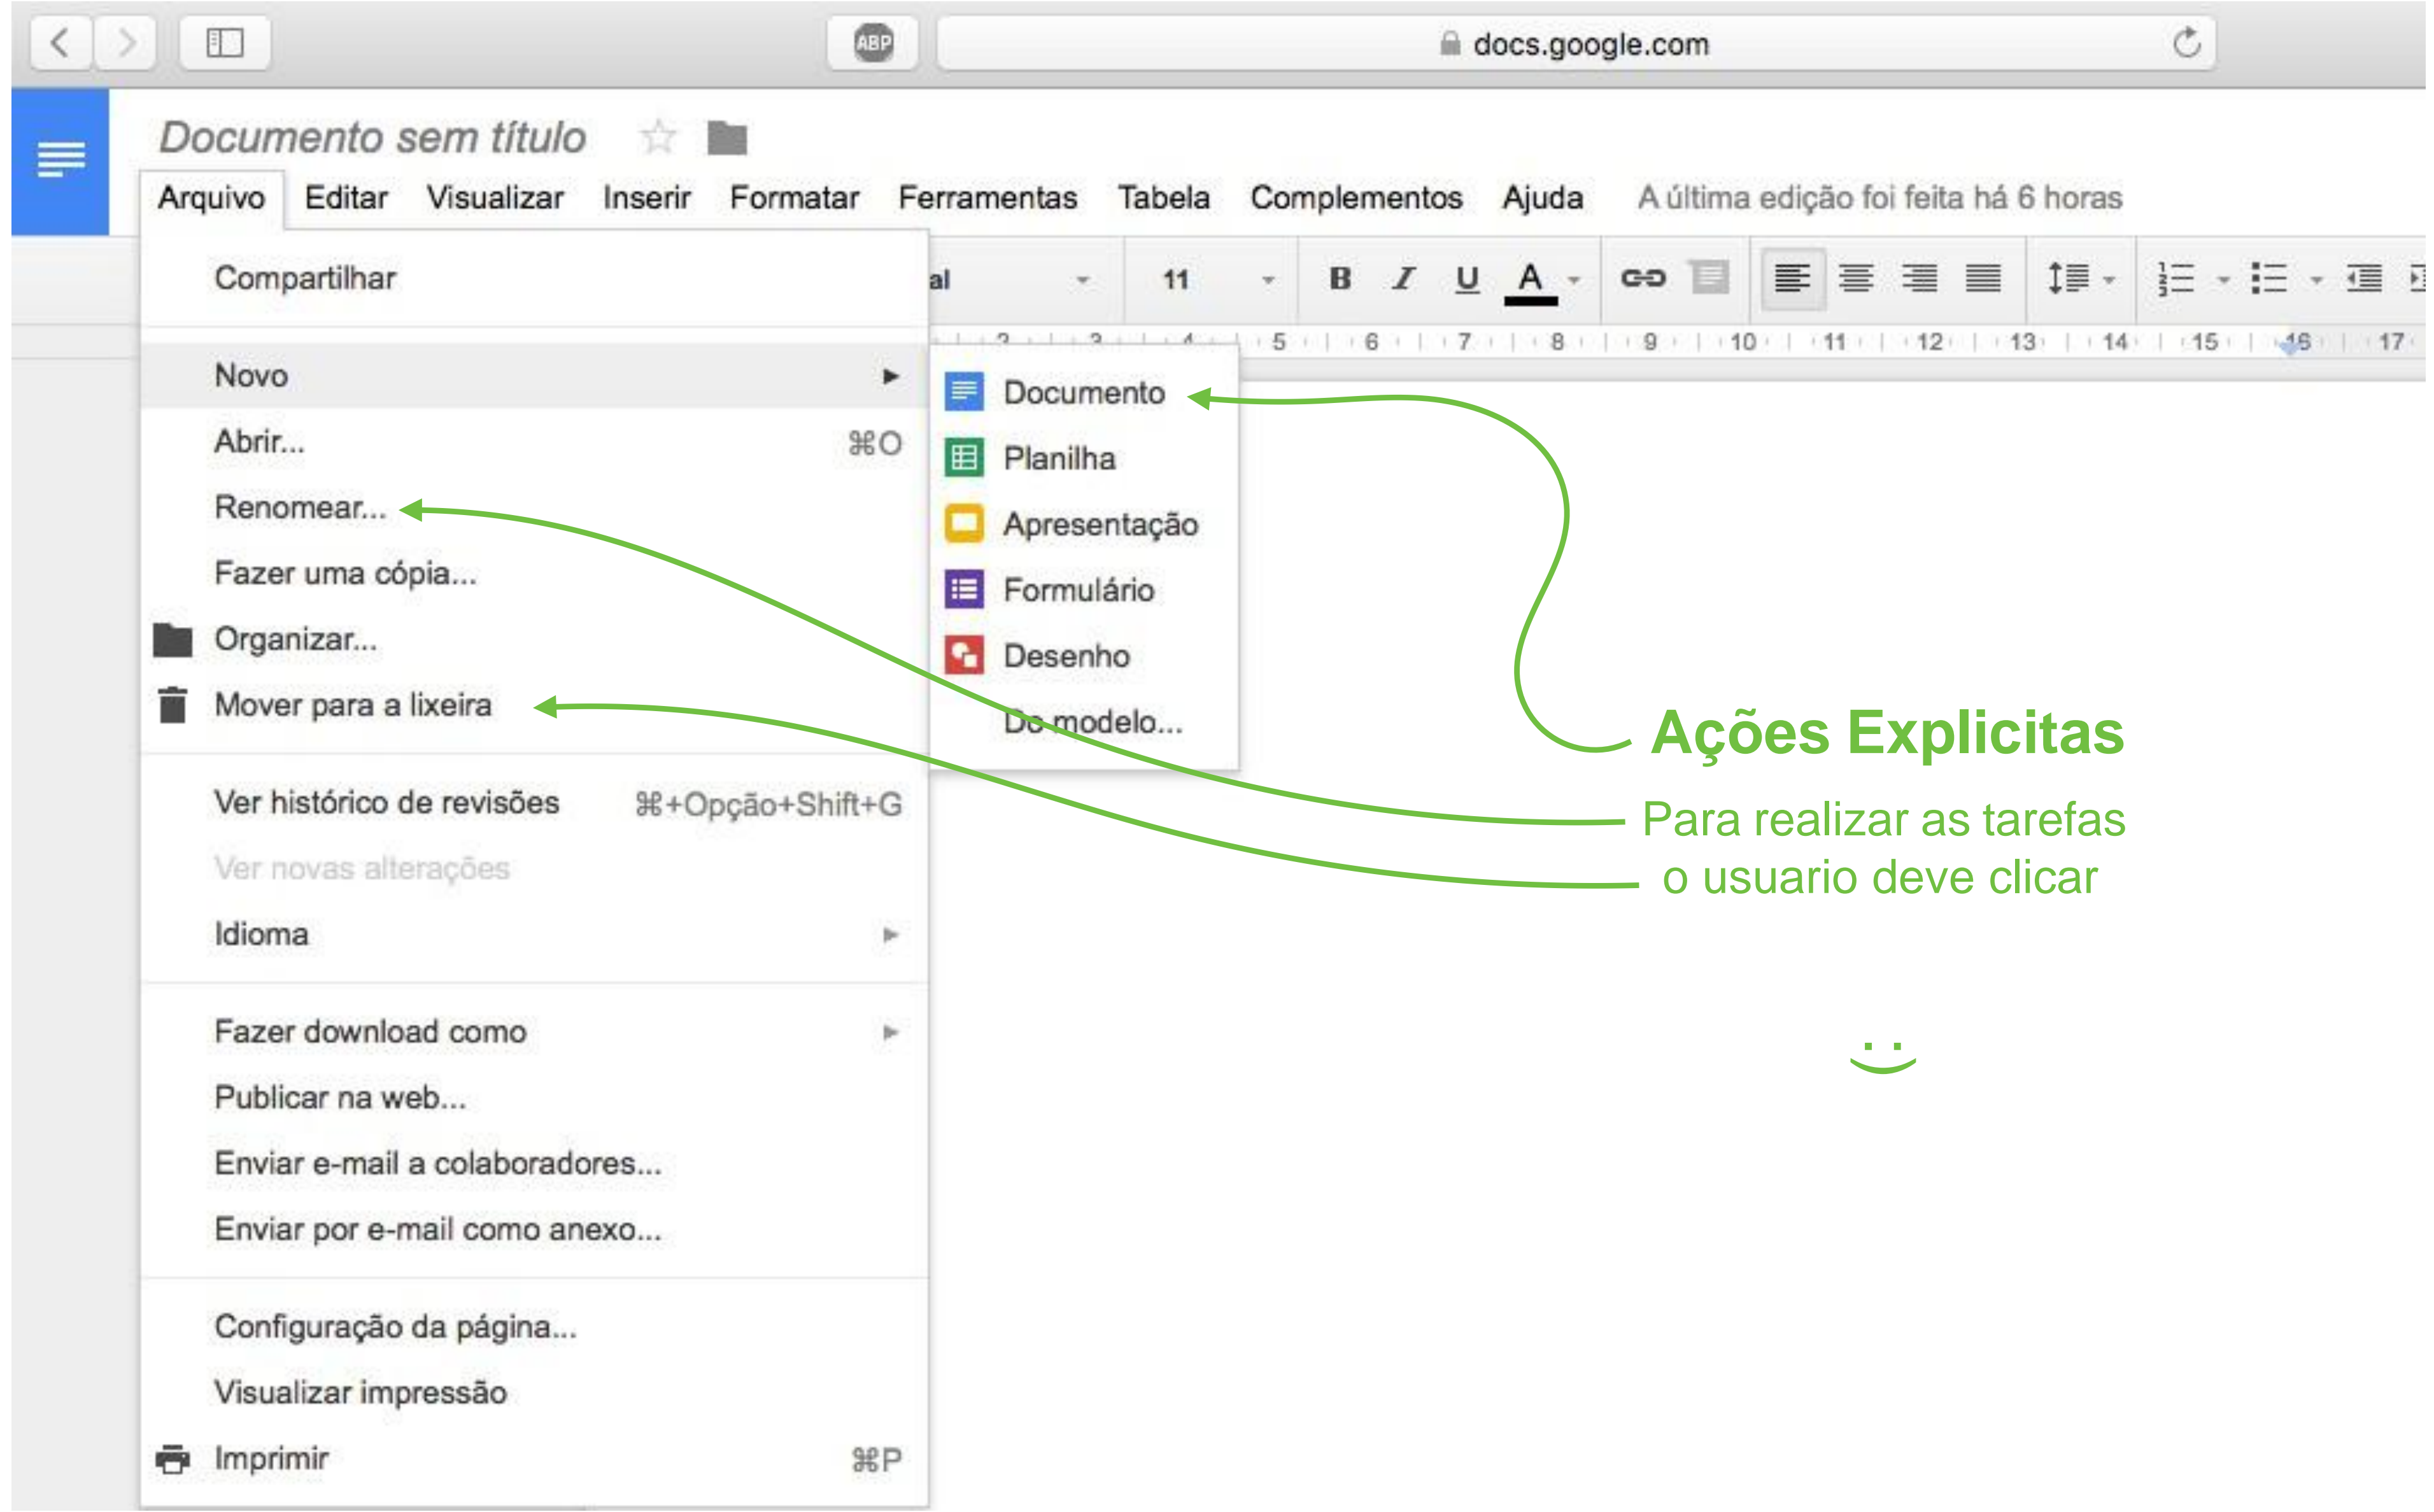 ABP
docs.google.com
Documento sem título
Arquivo Editar Visualizar Inserir Formatar Ferramentas Tabela Complementos Ajuda A última edição foi feita há 6 horas
Compartilhar
al 11 B I U A
2 3 4 5 6 7 8 9 10 11 12 13 14 15 16 17
Novo
Abrir... ⌘O
Renomear...
Fazer uma cópia...
Organizar...
Mover para a lixeira
Ver histórico de revisões ⌘+Opção+Shift+G
Ver novas alterações
Idioma
Fazer download como
Publicar na web...
Enviar e-mail a colaboradores...
Enviar por e-mail como anexo...
Configuração da página...
Visualizar impressão
Imprimir ⌘P
Documento
Planilha
Apresentação
Formulário
Desenho
Do modelo...
Ações Explicitas
Para realizar as tarefas
o usuario deve clicar
:)